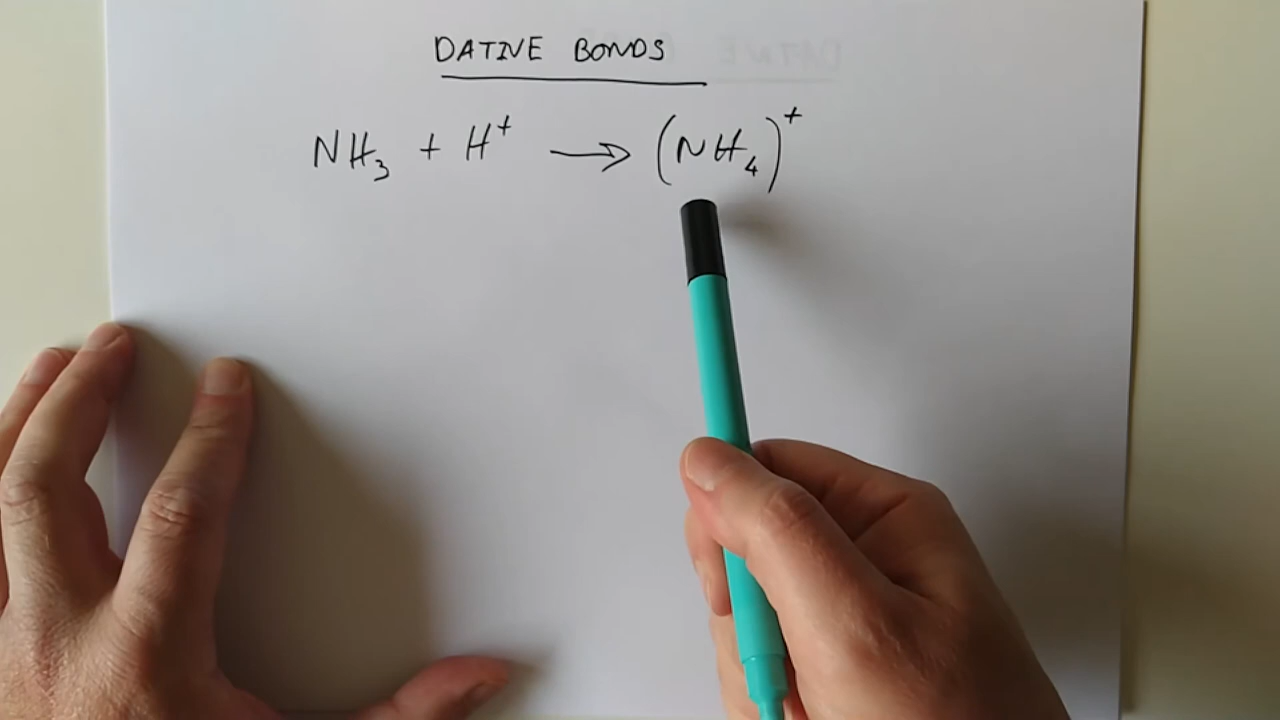 DATIVE BONDS
NH₃ + H⁺ → (NH₄)⁺